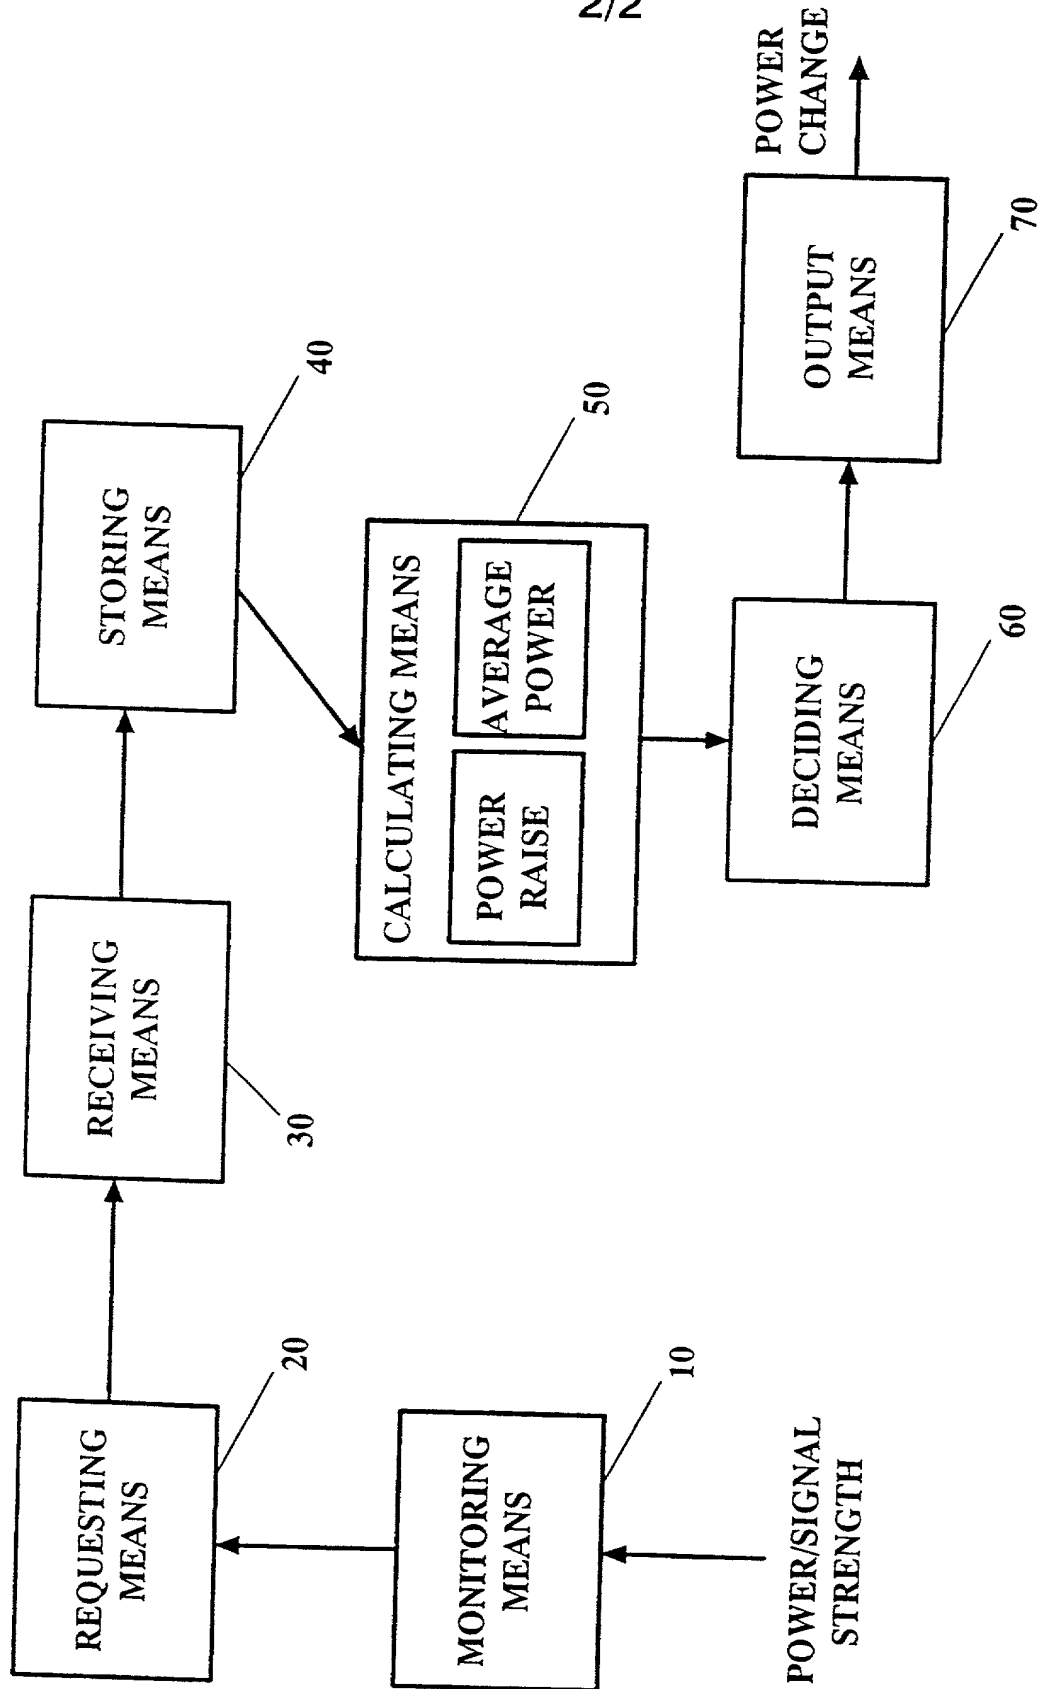 2/2
REQUESTING
MEANS
20
RECEIVING
MEANS
30
STORING
MEANS
40
MONITORING
MEANS
10
POWER/SIGNAL
STRENGTH
CALCULATING MEANS
POWER
RAISE
AVERAGE
POWER
50
DECIDING
MEANS
60
OUTPUT
MEANS
70
POWER
CHANGE